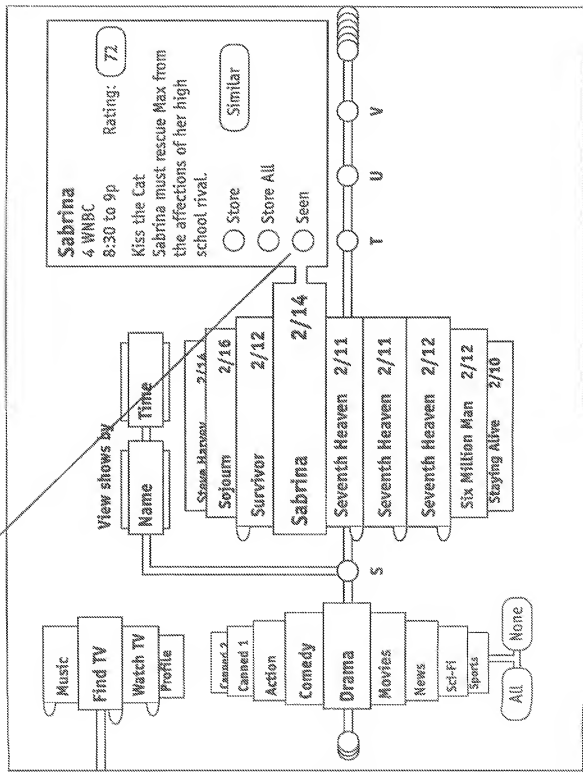 Music
Find TV
Watch TV
Profile
View shows by
Name
Time
Canned 2
Canned 1
Action
Comedy
Drama
Movies
News
Sci-Fi
Sports
All
None
S
Steve Harvey 2/14
Sojourn 2/16
Survivor 2/12
Sabrina 2/14
Seventh Heaven 2/11
Seventh Heaven 2/11
Seventh Heaven 2/12
Six Million Man 2/12
Staying Alive 2/10
Sabrina
4 WNBC
8:30 to 9p Rating: 72
Kiss the Cat
Sabrina must rescue Max from
the affections of her high
school rival.
Store
Store All
Seen
Similar
T
U
V